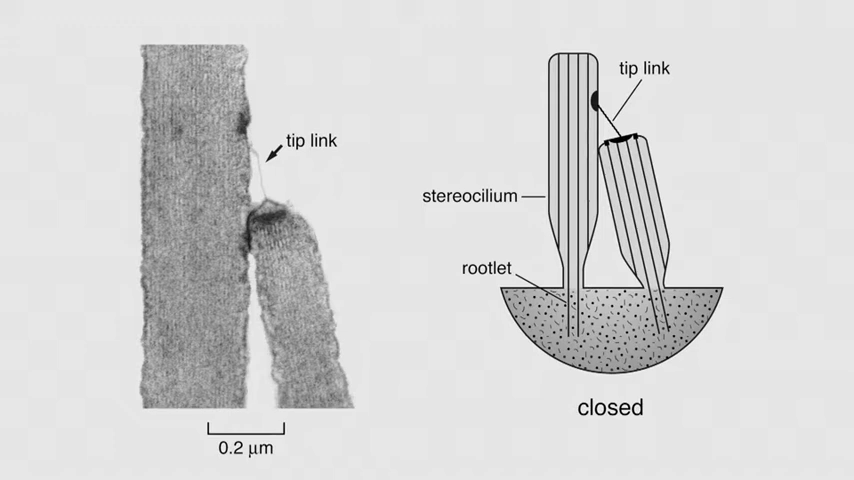 tip link
0.2 µm
tip link
stereocilium
rootlet
closed